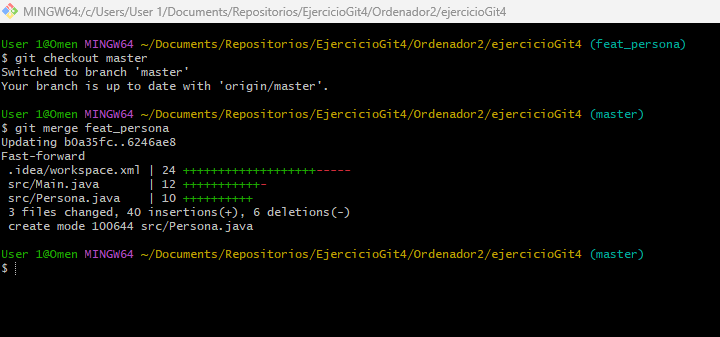 MINGW64:/c/Users/User 1/Documents/Repositorios/EjercicioGit4/Ordenador2/ejercicioGit4
User 1@Omen MINGW64 ~/Documents/Repositorios/EjercicioGit4/Ordenador2/ejercicioGit4 (feat_persona)
$ git checkout master
Switched to branch 'master'
Your branch is up to date with 'origin/master'.
User 1@Omen MINGW64 ~/Documents/Repositorios/EjercicioGit4/Ordenador2/ejercicioGit4 (master)
$ git merge feat_persona
Updating b0a35fc..6246ae8
Fast-forward
 .idea/workspace.xml | 24 +++++++++++++++++++-----
 src/Main.java       | 12 +++++++++++-
 src/Persona.java    | 10 ++++++++++
 3 files changed, 40 insertions(+), 6 deletions(-)
 create mode 100644 src/Persona.java
User 1@Omen MINGW64 ~/Documents/Repositorios/EjercicioGit4/Ordenador2/ejercicioGit4 (master)
$